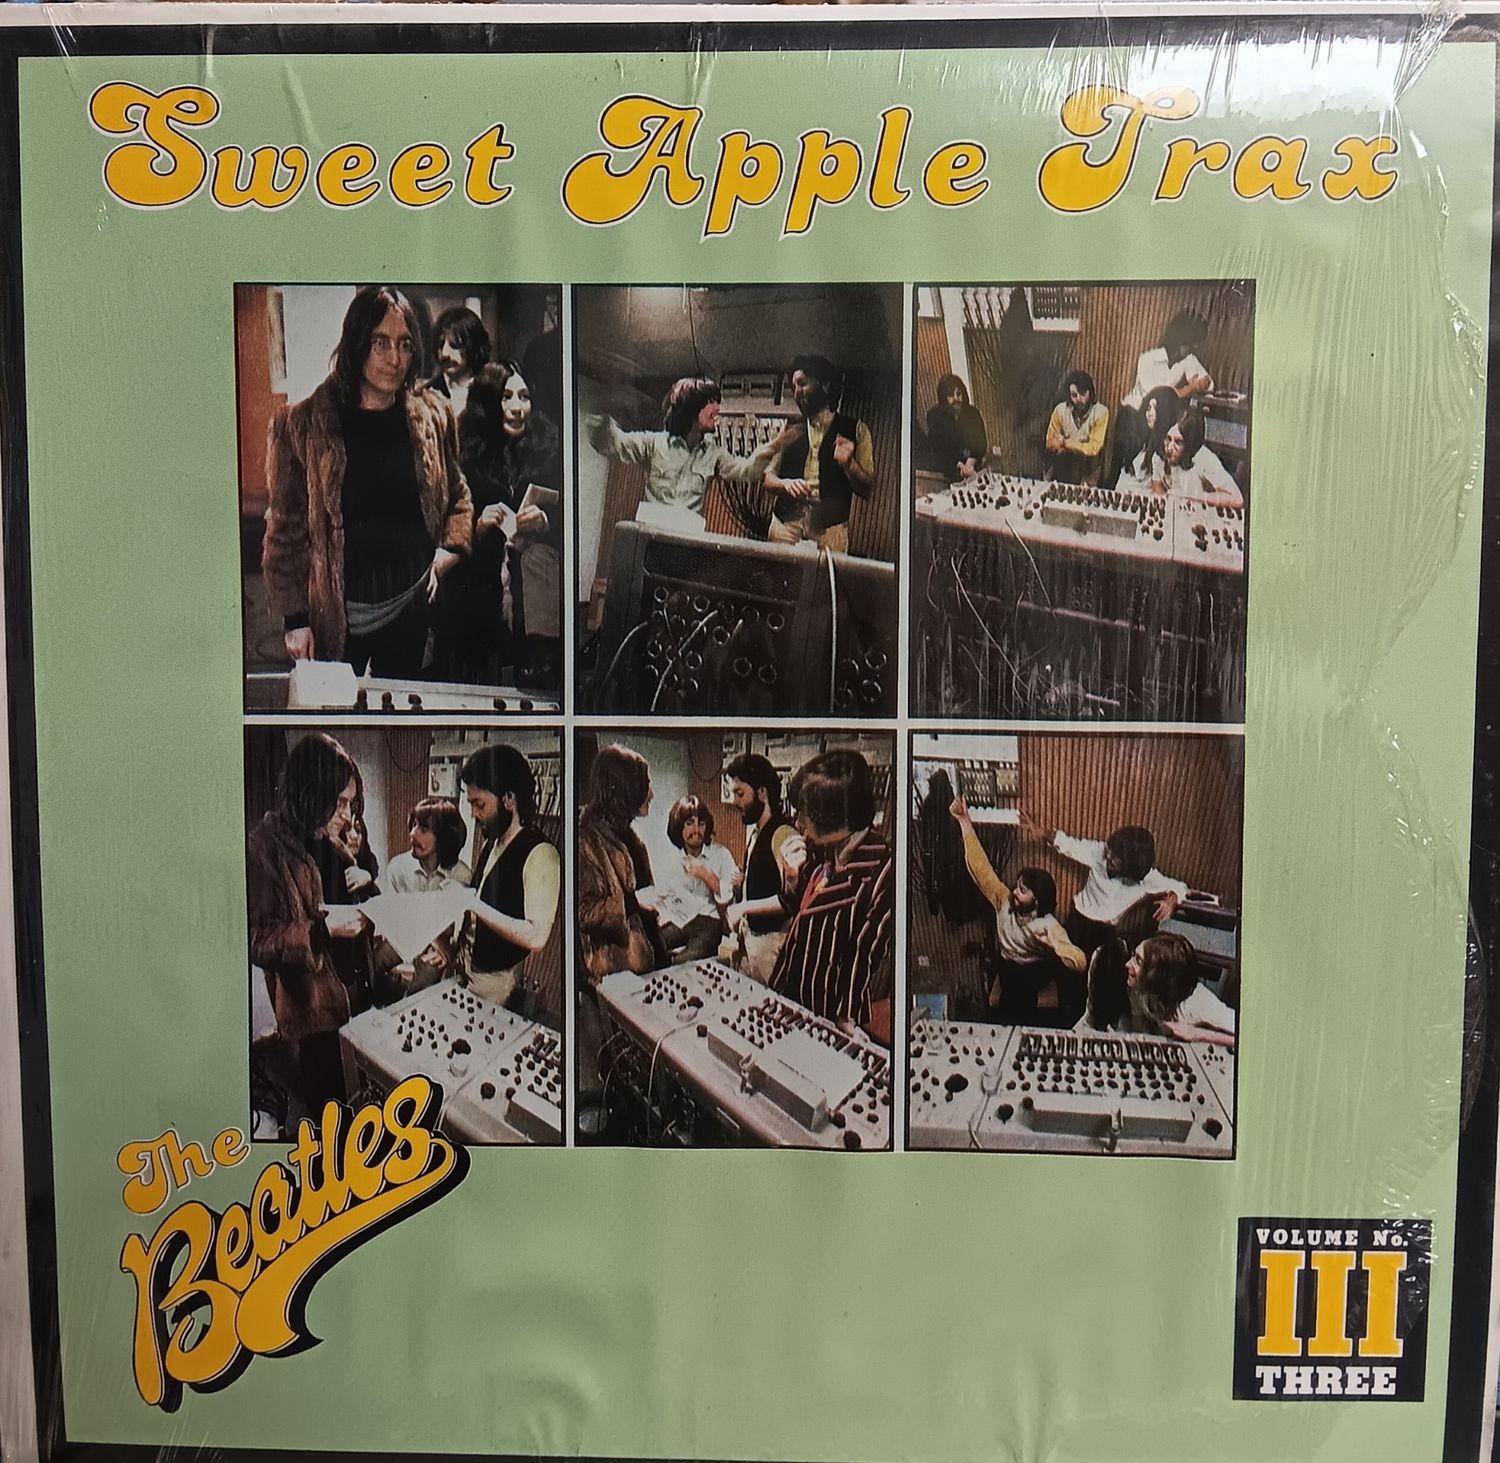 Sweet Apple Trax
The
Beatles
VOLUME No.
III
THREE